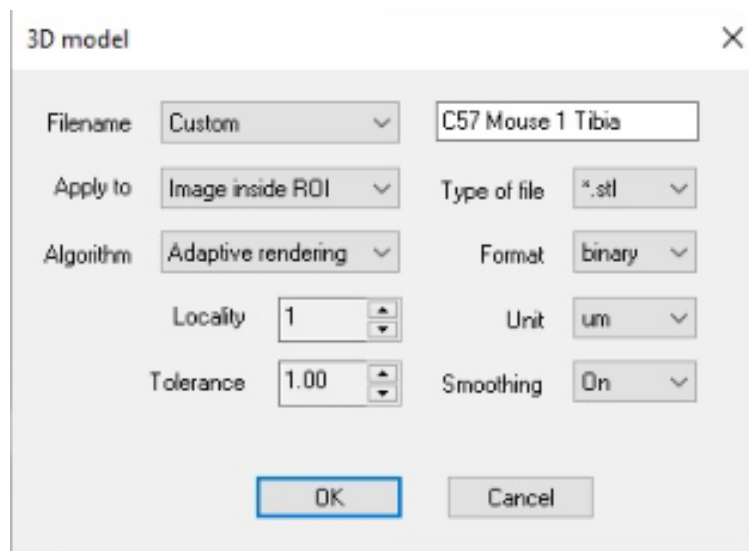 3D model
Filename Custom C57 Mouse 1 Tibia
Apply to Image inside ROI Type of file *.stl
Algorithm Adaptive rendering Format binary
Locality 1 Unit um
Tolerance 1.00 Smoothing On
OK Cancel